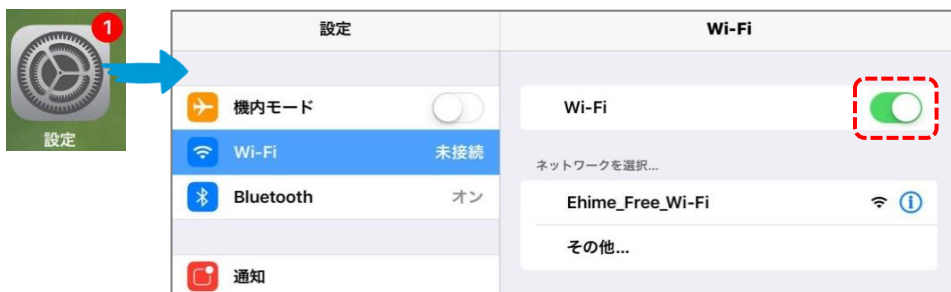 1
設定
設定
機内モード
Wi-Fi 未接続
Bluetooth オン
通知
Wi-Fi
Wi-Fi
ネットワークを選択...
Ehime_Free_Wi-Fi
その他...